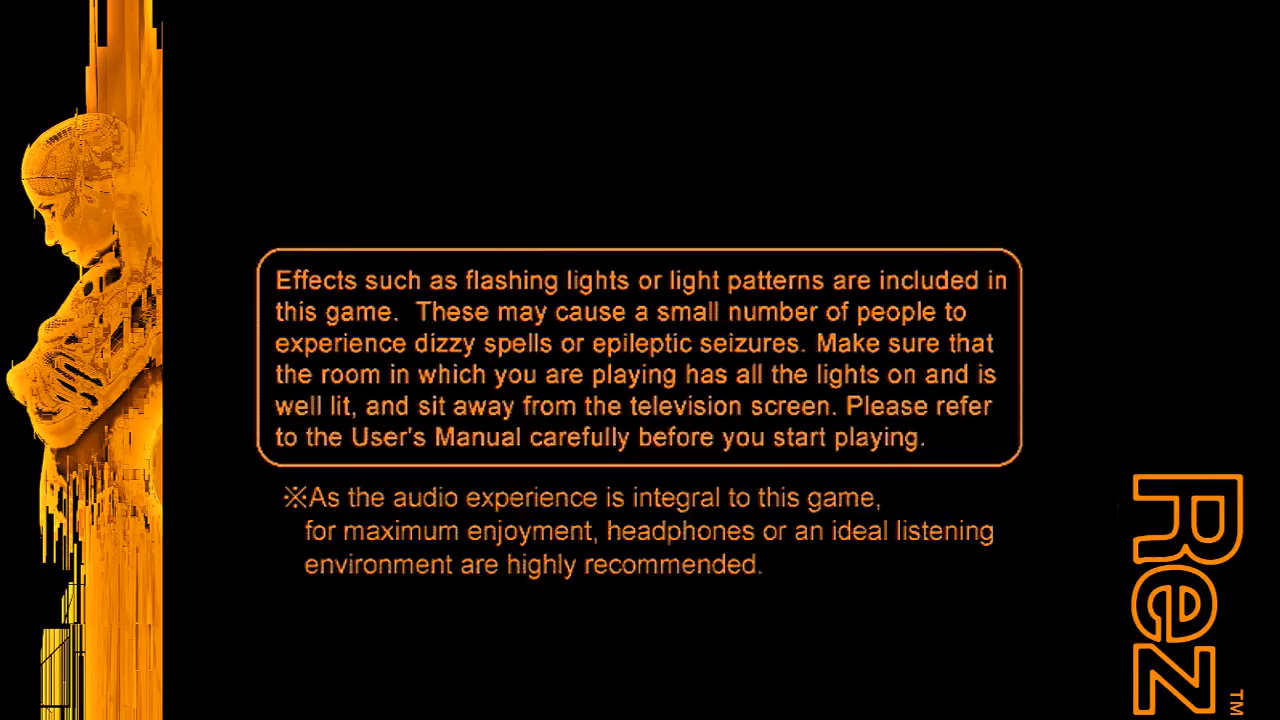 Effects such as flashing lights or light patterns are included in
this game.  These may cause a small number of people to
experience dizzy spells or epileptic seizures. Make sure that
the room in which you are playing has all the lights on and is
well lit, and sit away from the television screen. Please refer
to the User's Manual carefully before you start playing.
※As the audio experience is integral to this game,
for maximum enjoyment, headphones or an ideal listening
environment are highly recommended.
Rez™